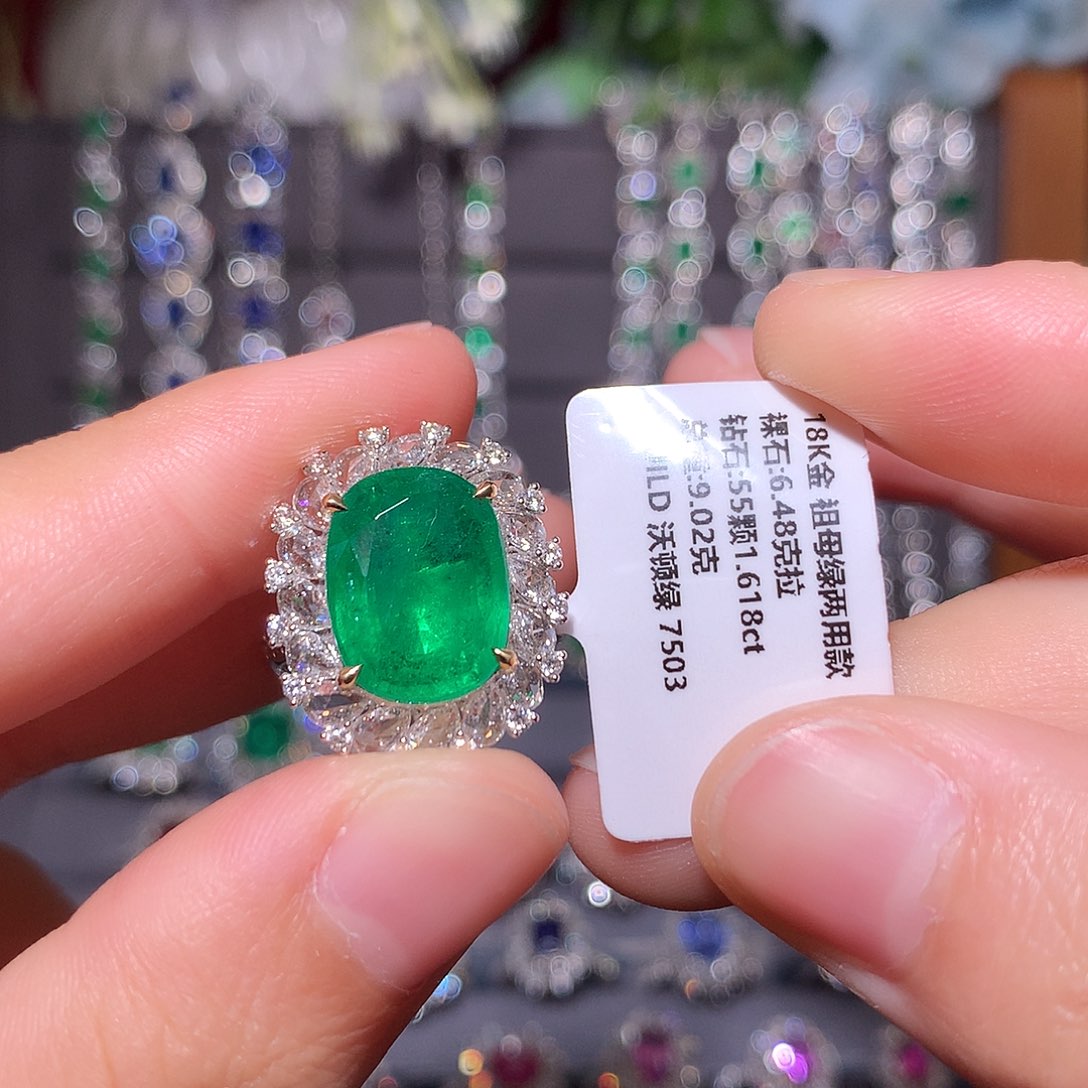 18K金 祖母绿两用款
裸石:6.48克拉
钻石:55颗1.618ct
:9.02克
LD 沃顿绿 7503